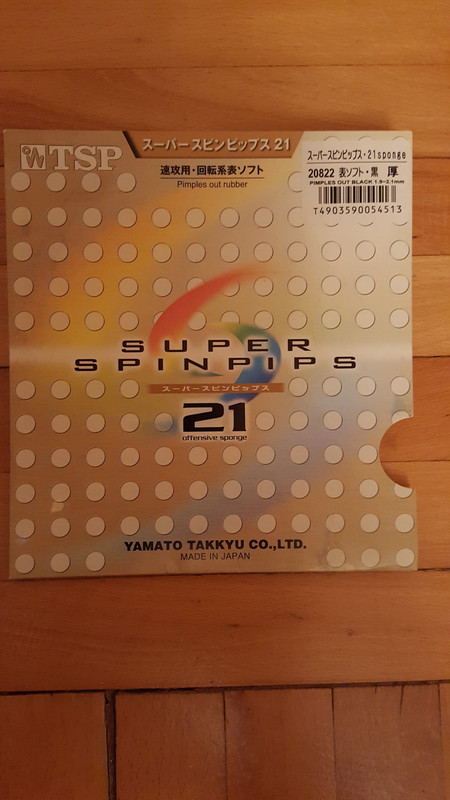 TSP
スーパー スピンピップス 21
速攻用・回転系表ソフト
Pimples out rubber
スーパースピンピップス・21sponge
20822 表ソフト・黒 厚
PIMPLES OUT BLACK 1.9~2.1mm
T4903590054513
SUPER
SPINPIPS
スーパースピンピップス
21
offensive sponge
YAMATO TAKKYU CO.,LTD.
MADE IN JAPAN